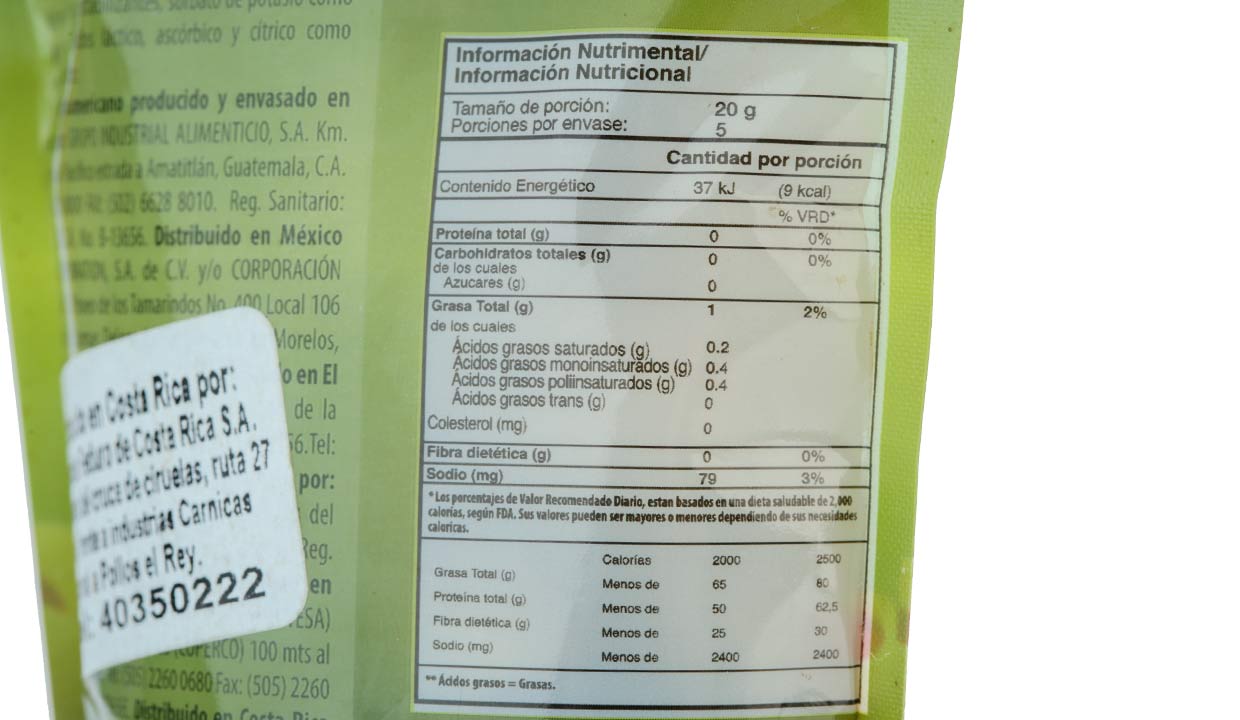 ascórbico y cítrico como
producido y envasado en
INDUSTRIAL ALIMENTICIO, S.A. Km.
a Amatitlán, Guatemala, C.A.
6628 8010. Reg. Sanitario:
Distribuido en México
S.A. de C.V. y/o CORPORACIÓN
de los Tamarindos No. 400 Local 106
Morelos,
en El
de la
Tel:
por:
del
Reg.
en
100 mts al
2260 0680 Fax: (505) 2260
Distribuido en Costa Rica
en Costa Rica por:
de Costa Rica S.A.
cruce de ciruelas, ruta 27
a industrias Carnicas
a Pollos el Rey.
40350222
Información Nutrimental/
Información Nutricional
Tamaño de porción: 20 g
Porciones por envase: 5
Cantidad por porción
Contenido Energético 37 kJ (9 kcal)
% VRD*
Proteína total (g) 0 0%
Carbohidratos totales (g) 0 0%
de los cuales
Azucares (g) 0
Grasa Total (g) 1 2%
de los cuales
Ácidos grasos saturados (g) 0.2
Ácidos grasos monoinsaturados (g) 0.4
Ácidos grasos poliinsaturados (g) 0.4
Ácidos grasos trans (g) 0
Colesterol (mg) 0
Fibra dietética (g) 0 0%
Sodio (mg) 79 3%
*Los porcentajes de Valor Recomendado Diario, estan basados en una dieta saludable de 2,000
calorías, según FDA. Sus valores pueden ser mayores o menores dependiendo de sus necesidades
caloricas.
Calorías 2000 2500
Grasa Total (g) Menos de 65 80
Proteína total (g) Menos de 50 62.5
Fibra dietética (g) Menos de 25 30
Sodio (mg) Menos de 2400 2400
** Ácidos grasos = Grasas.